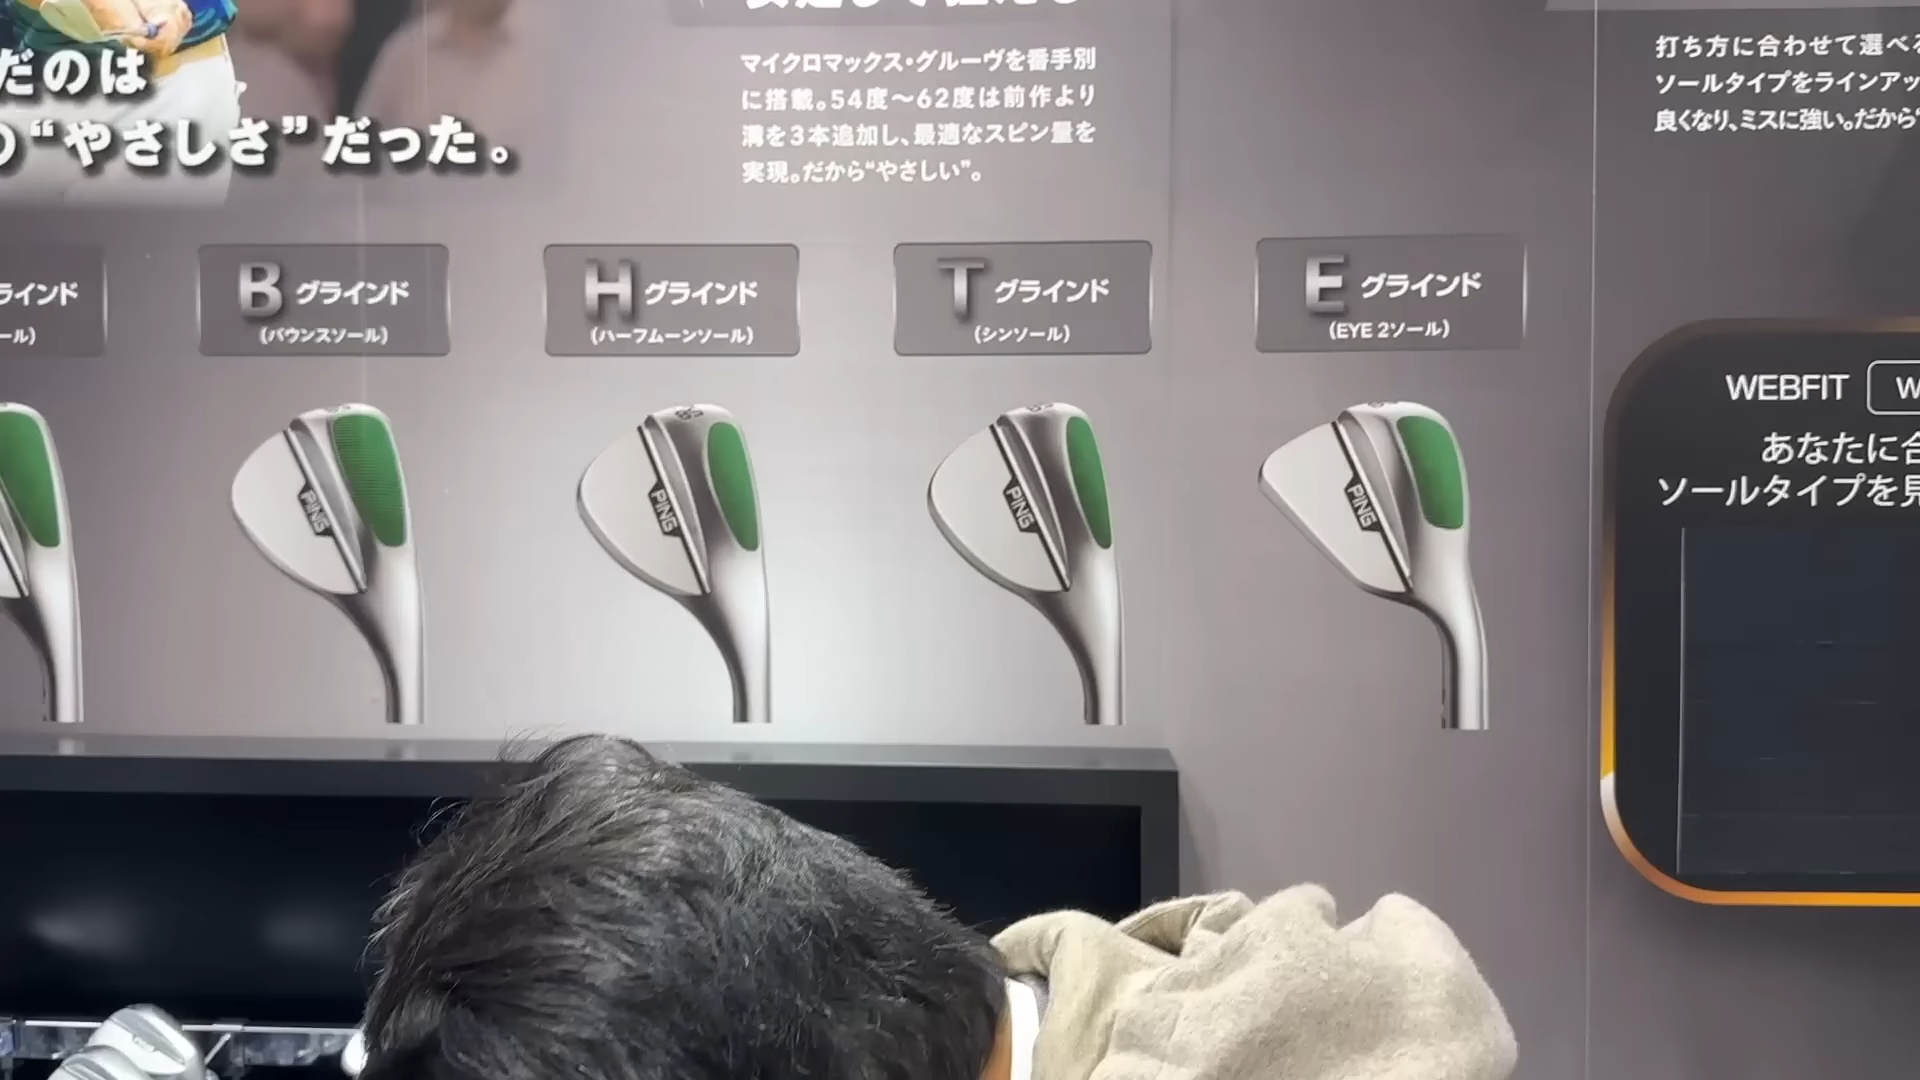 だのは
の“やさしさ”だった。
マイクロマックス・グルーヴを番手別
に搭載。54度～62度は前作より
溝を3本追加し、最適なスピン量を
実現。だから“やさしい”。
打ち方に合わせて選べる
ソールタイプをラインアッ
良くなり、ミスに強い。だから“
ラインド
ール)
B グラインド
(バウンスソール)
H グラインド
(ハーフムーンソール)
T グラインド
(シンソール)
E グラインド
(EYE 2ソール)
PING
PING
PING
PING
WEBFIT W
あなたに合
ソールタイプを見